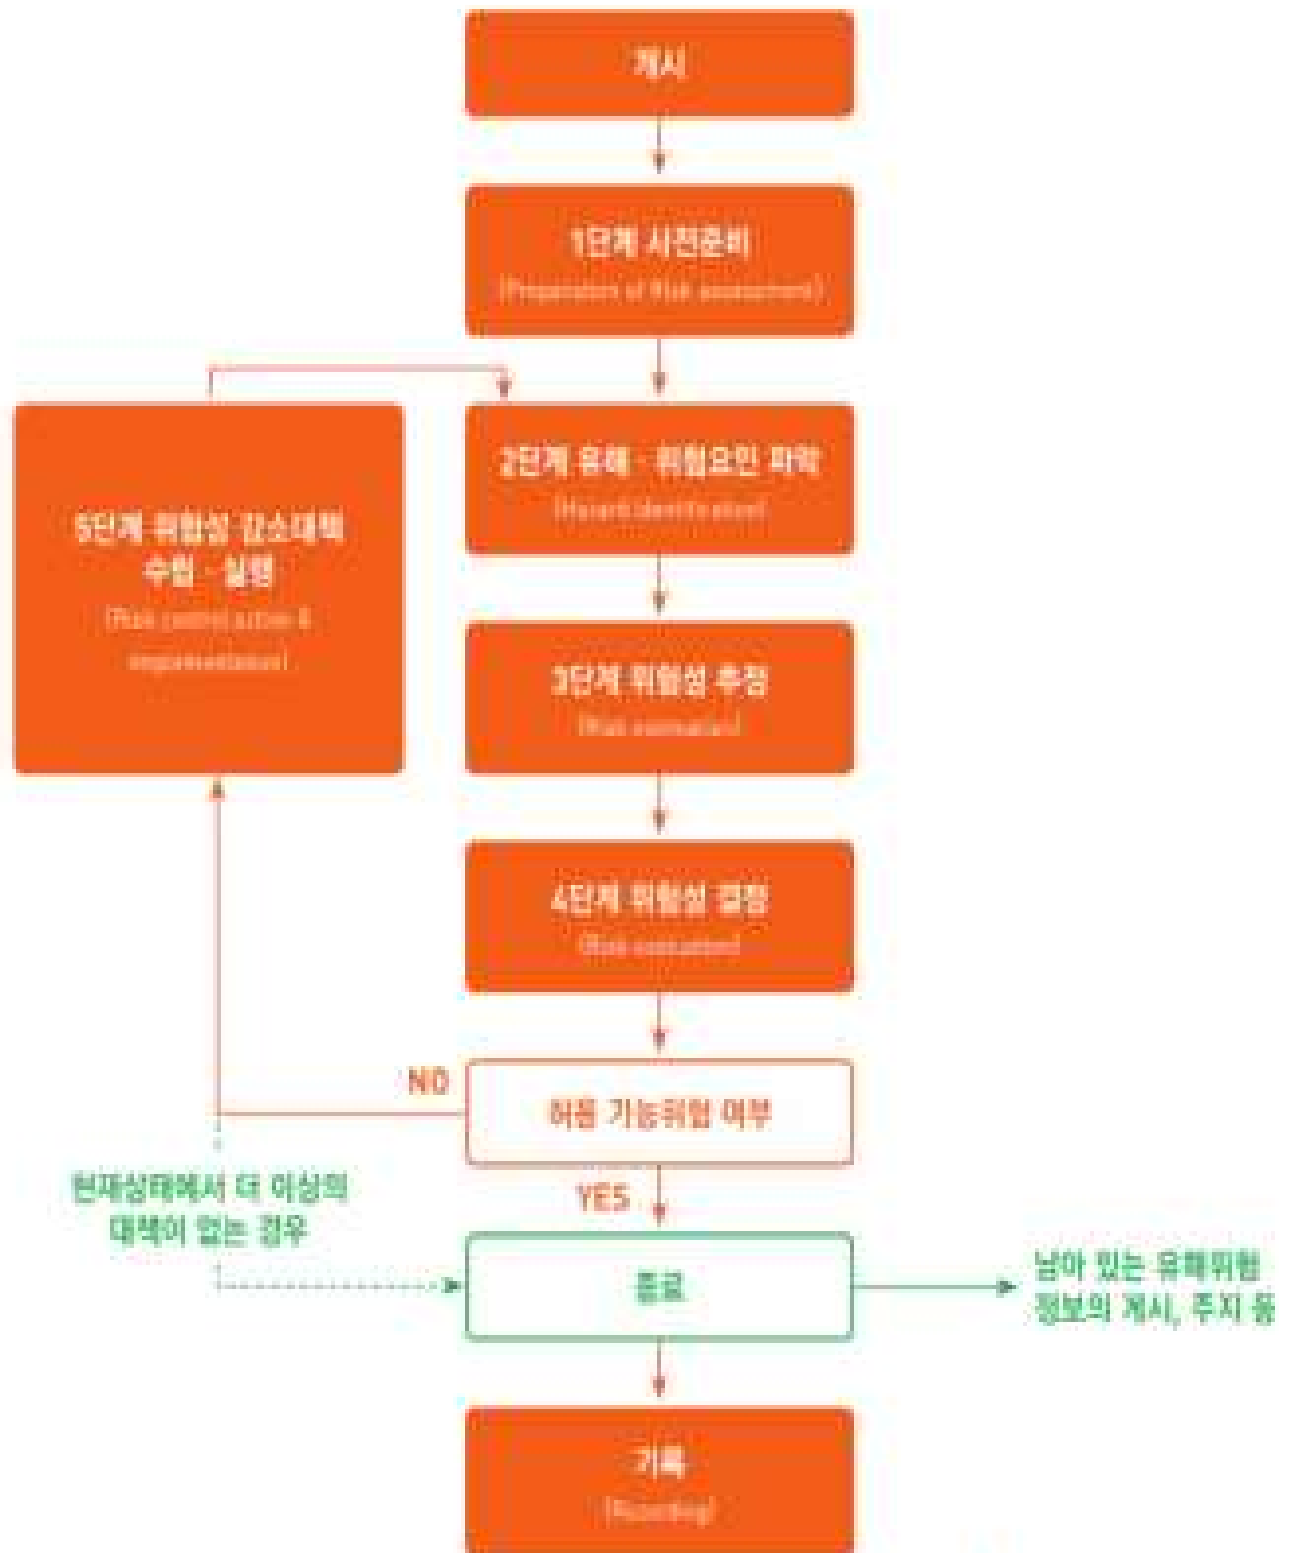 개시
1단계 사전준비
(Preparation of Risk assessment)
2단계 유해 · 위험요인 파악
(Hazard identification)
5단계 위험성 감소대책
수립 · 실행
(Risk control action &
implementation)
3단계 위험성 추정
(Risk estimation)
4단계 위험성 결정
(Risk evaluation)
NO
허용 가능위험 여부
YES
현재상태에서 더 이상의
대책이 없는 경우
종료
남아 있는 유해위험
정보의 게시, 주지 등
기록
(Recording)